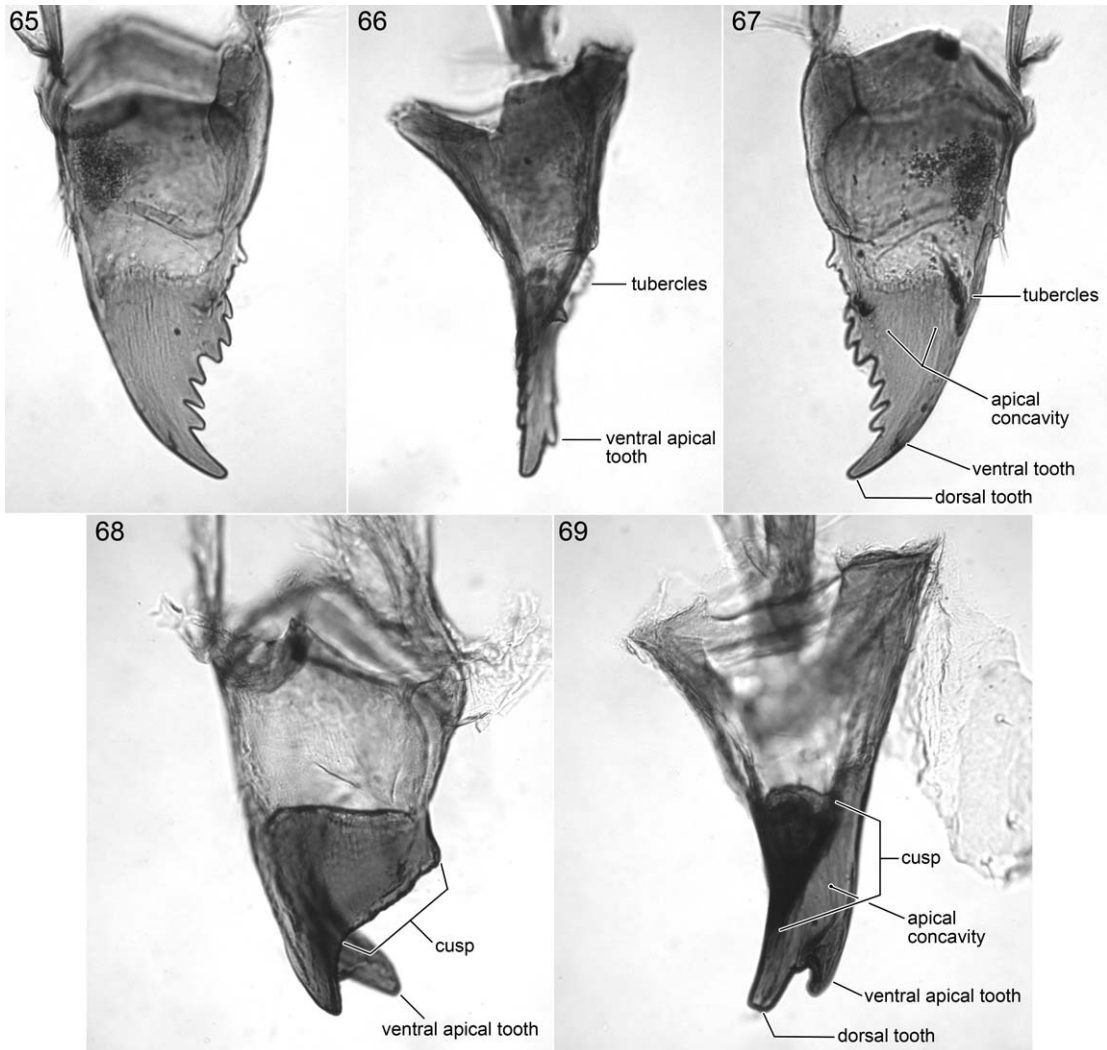 65
66
tubercles
ventral apical
tooth
67
tubercles
apical
concavity
ventral tooth
dorsal tooth
68
cusp
ventral apical tooth
69
cusp
apical
concavity
ventral apical tooth
dorsal tooth